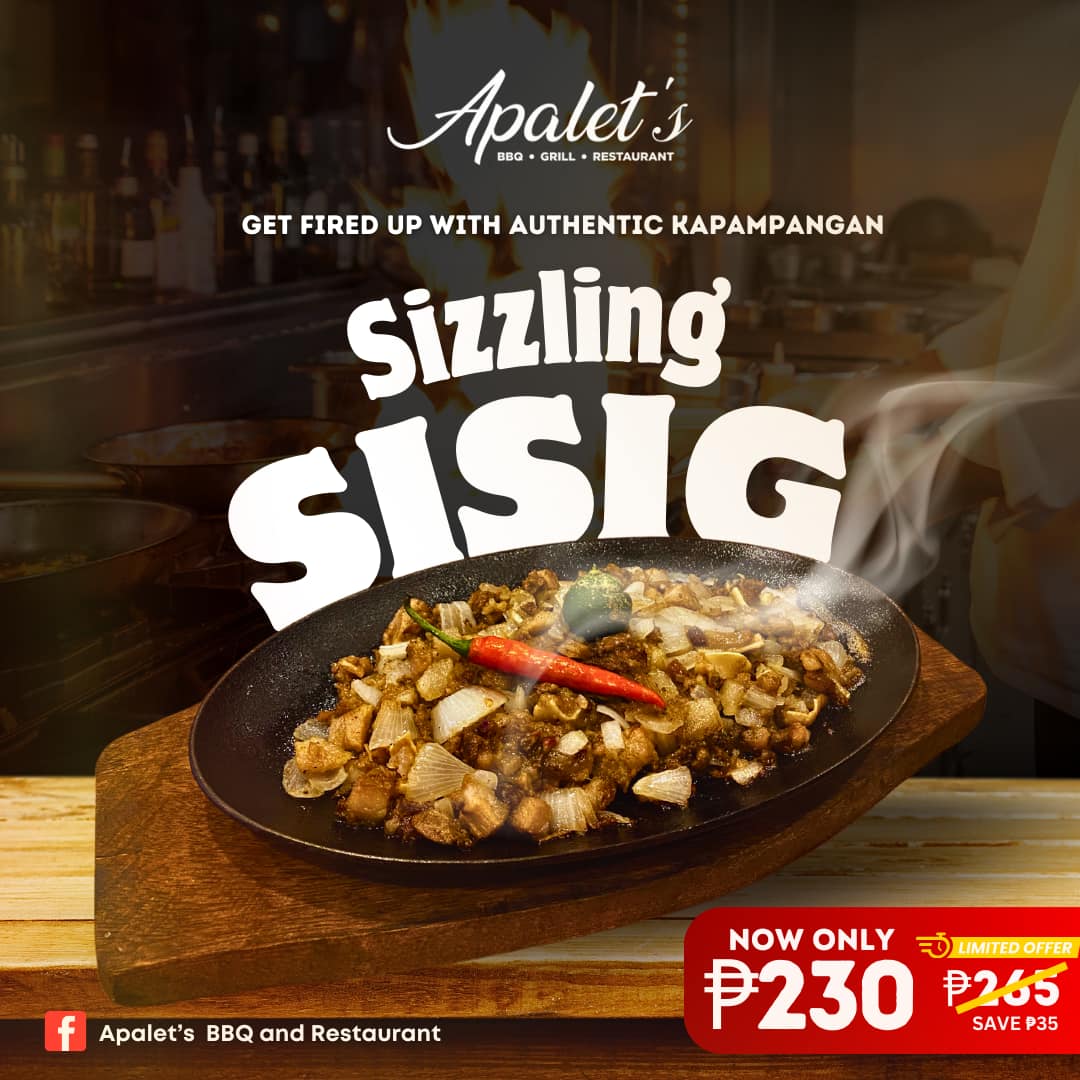 Apalet's
BBQ • GRILL • RESTAURANT
GET FIRED UP WITH AUTHENTIC KAPAMPANGAN
Sizzling
SISIG
NOW ONLY
₱230
LIMITED OFFER
₱265
SAVE ₱35
f Apalet's BBQ and Restaurant